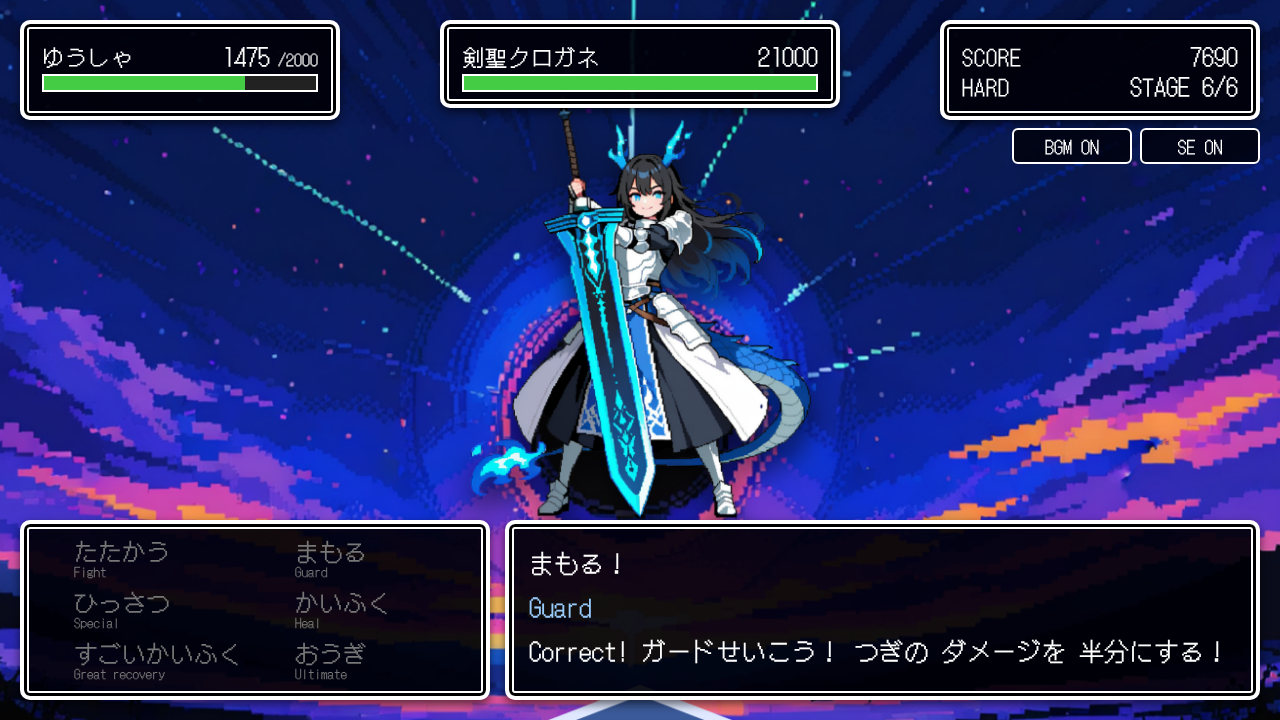 ゆうしゃ 1475 /2000
剣聖クロガネ 21000
SCORE 7690
HARD STAGE 6/6
BGM ON SE ON
たたかう まもる
Fight Guard
ひっさつ かいふく
Special Heal
すごいかいふく おうぎ
Great recovery Ultimate
まもる！
Guard
Correct! ガードせいこう！ つぎの ダメージを 半分にする！